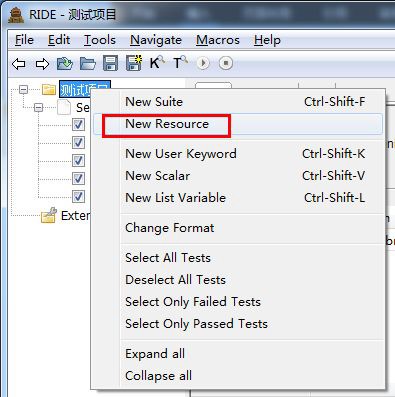 RIDE - 测试项目
File Edit Tools Navigate Macros Help
测试项目
New Suite Ctrl-Shift-F
New Resource
New User Keyword Ctrl-Shift-K
New Scalar Ctrl-Shift-V
New List Variable Ctrl-Shift-L
Change Format
Select All Tests
Deselect All Tests
Select Only Failed Tests
Select Only Passed Tests
Expand all
Collapse all